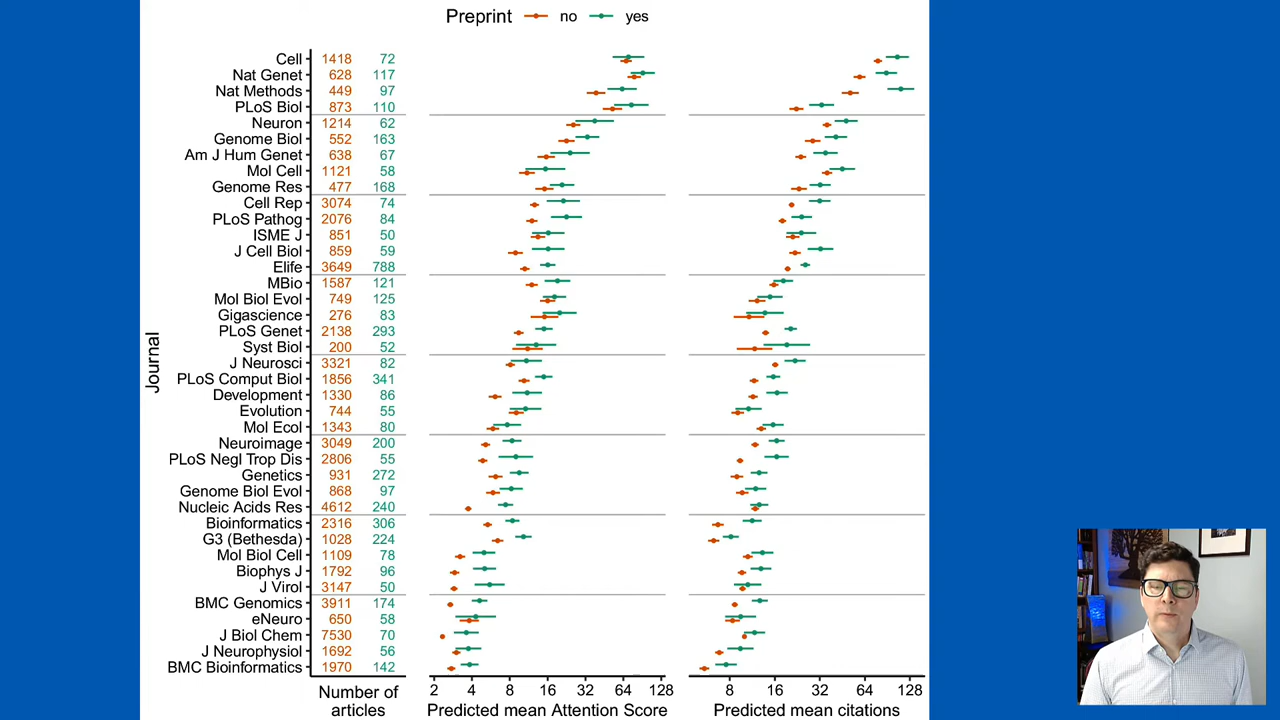 Preprint no yes
Cell 1418 72
Nat Genet 628 117
Nat Methods 449 97
PLoS Biol 873 110
Neuron 1214 62
Genome Biol 552 163
Am J Hum Genet 638 67
Mol Cell 1121 58
Genome Res 477 168
Cell Rep 3074 74
PLoS Pathog 2076 84
ISME J 851 50
J Cell Biol 859 59
Elife 3649 788
MBio 1587 121
Mol Biol Evol 749 125
Gigascience 276 83
PLoS Genet 2138 293
Syst Biol 200 52
J Neurosci 3321 82
PLoS Comput Biol 1856 341
Development 1330 86
Evolution 744 55
Mol Ecol 1343 80
Neuroimage 3049 200
PLoS Negl Trop Dis 2806 55
Genetics 931 272
Genome Biol Evol 868 97
Nucleic Acids Res 4612 240
Bioinformatics 2316 306
G3 (Bethesda) 1028 224
Mol Biol Cell 1109 78
Biophys J 1792 96
J Virol 3147 50
BMC Genomics 3911 174
eNeuro 650 58
J Biol Chem 7530 70
J Neurophysiol 1692 56
BMC Bioinformatics 1970 142
Journal
2 4 8 16 32 64 128 8 16 32 64 128
Number of
articles
Predicted mean Attention Score
Predicted mean citations